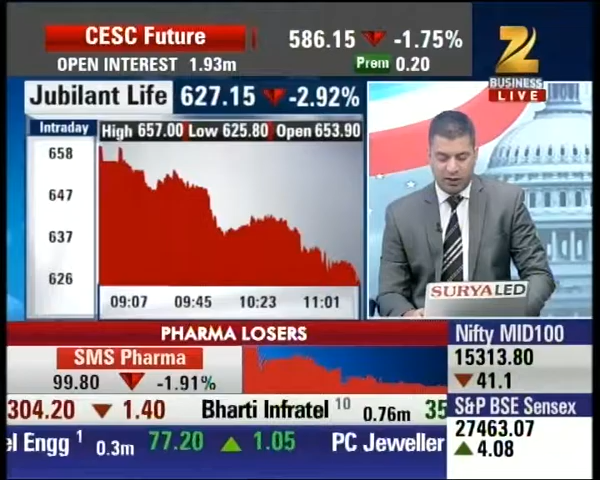 CESC Future 586.15 -1.75%
OPEN INTEREST 1.93m Prem 0.20
Z
BUSINESS
LIVE
Jubilant Life 627.15 -2.92%
Intraday High 657.00 Low 625.80 Open 653.90
658
647
637
626
09:07 09:45 10:23 11:01
SURYA LED
PHARMA LOSERS
SMS Pharma
99.80 -1.91%
Nifty MID100
15313.80
41.1
S&P BSE Sensex
27463.07
4.08
304.20 1.40 Bharti Infratel 10 0.76m 35
el Engg 1 0.3m 77.20 1.05 PC Jeweller